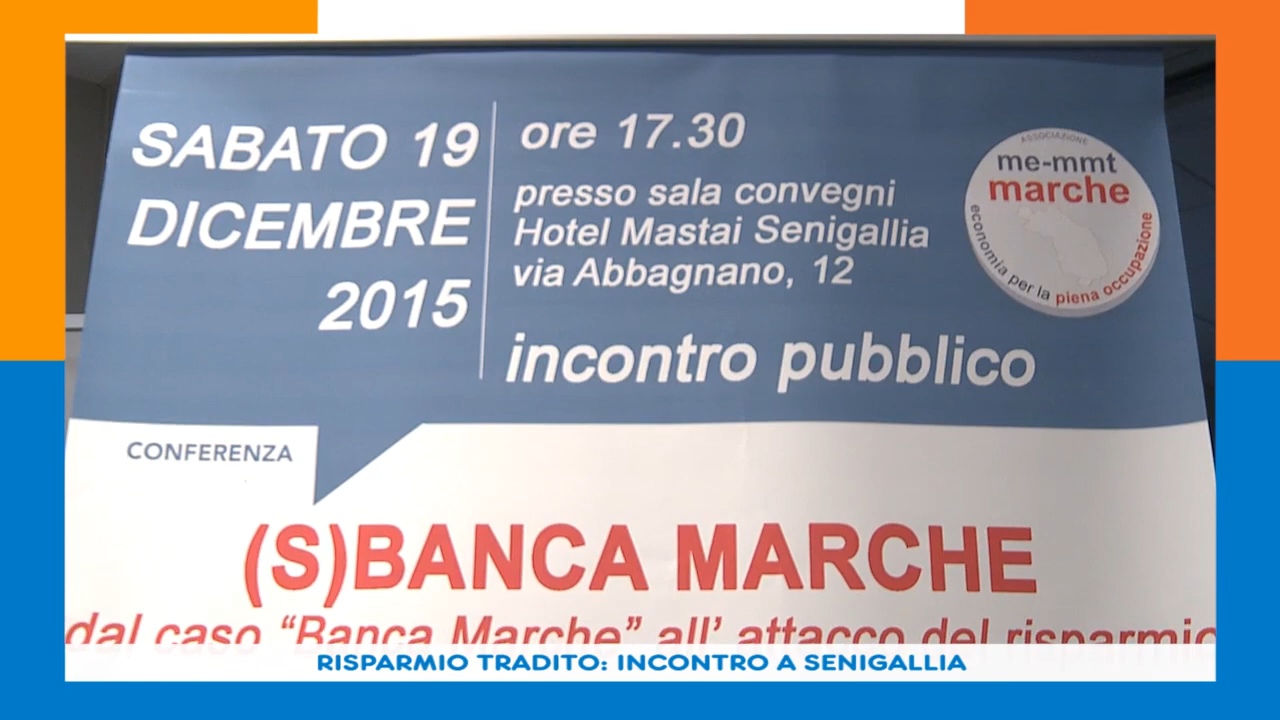 SABATO 19
DICEMBRE
2015
ore 17.30
presso sala convegni
Hotel Mastai Senigallia
via Abbagnano, 12
incontro pubblico
ASSOCIAZIONE
me-mmt
marche
economia per la piena occupazione
CONFERENZA
(S)BANCA MARCHE
dal caso “Banca Marche” all’ attacco del risparmio
RISPARMIO TRADITO: INCONTRO A SENIGALLIA